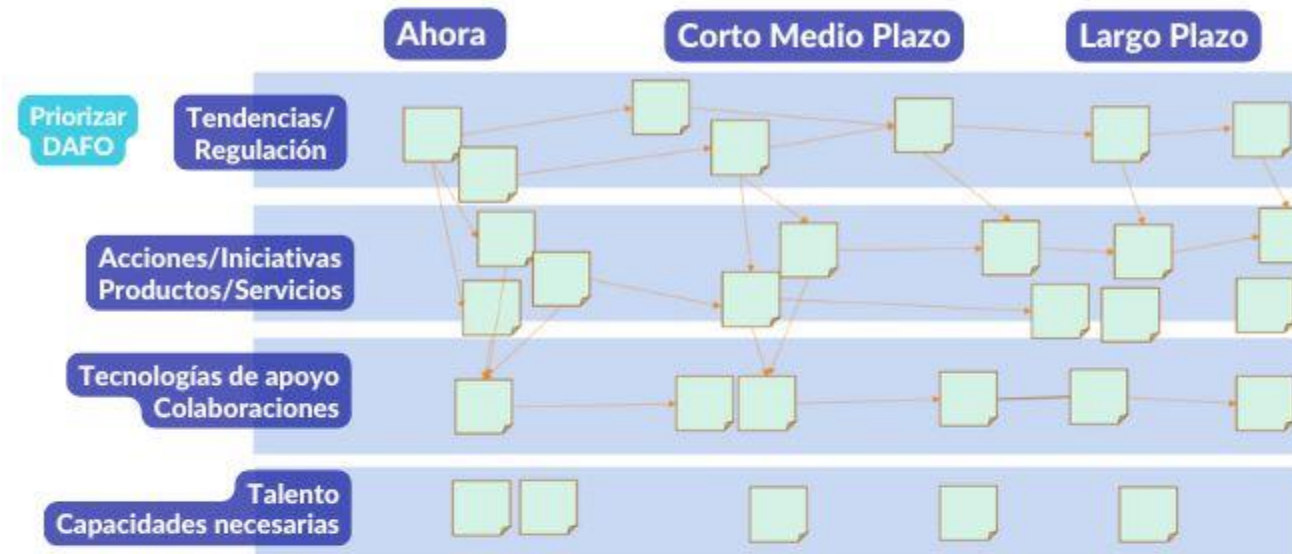 Ahora
Corto Medio Plazo
Largo Plazo
Priorizar
DAFO
Tendencias/
Regulación
Acciones/Iniciativas
Productos/Servicios
Tecnologías de apoyo
Colaboraciones
Talento
Capacidades necesarias